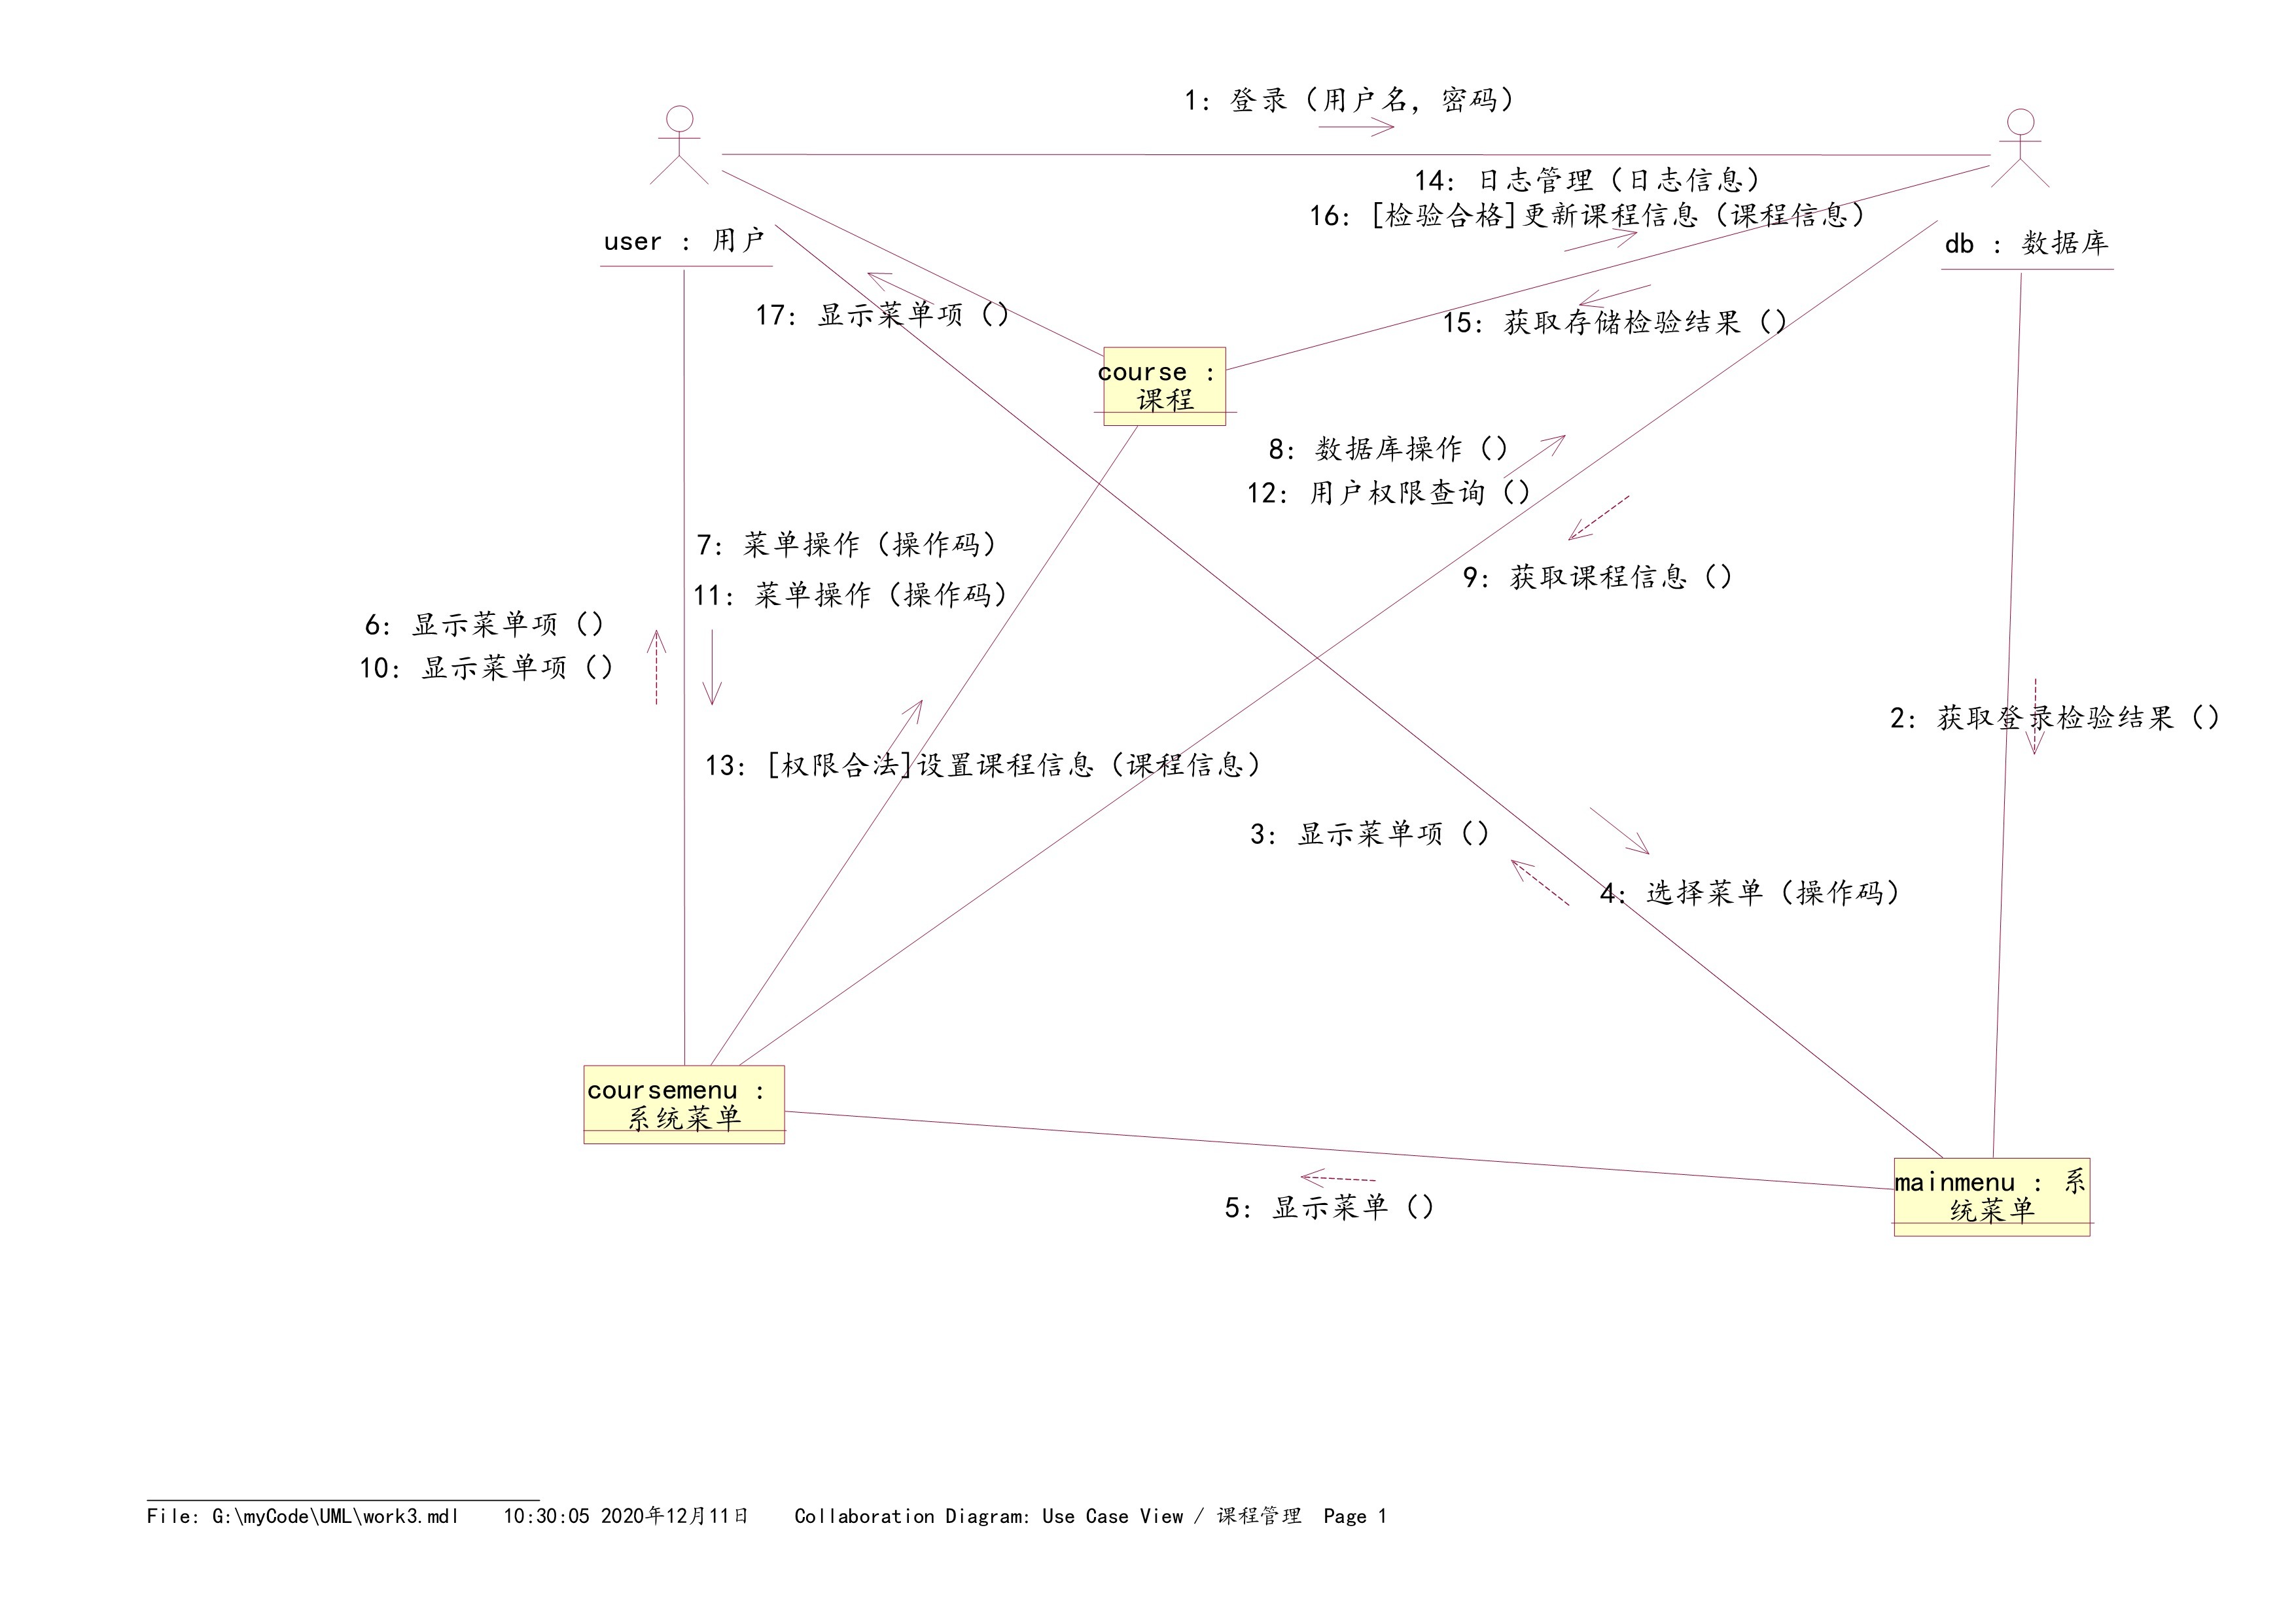 1: 登录（用户名，密码）
14: 日志管理（日志信息）
16: [检验合格]更新课程信息（课程信息）
user : 用户
db : 数据库
17: 显示菜单项（）
15: 获取存储检验结果（）
course :
课程
8: 数据库操作（）
12: 用户权限查询（）
7: 菜单操作（操作码）
9: 获取课程信息（）
11: 菜单操作（操作码）
6: 显示菜单项（）
10: 显示菜单项（）
2: 获取登录检验结果（）
13: [权限合法]设置课程信息（课程信息）
3: 显示菜单项（）
4: 选择菜单（操作码）
coursemenu :
系统菜单
mainmenu : 系
统菜单
5: 显示菜单（）
File: G:\myCode\UML\work3.mdl    10:30:05 2020年12月11日    Collaboration Diagram: Use Case View / 课程管理  Page 1